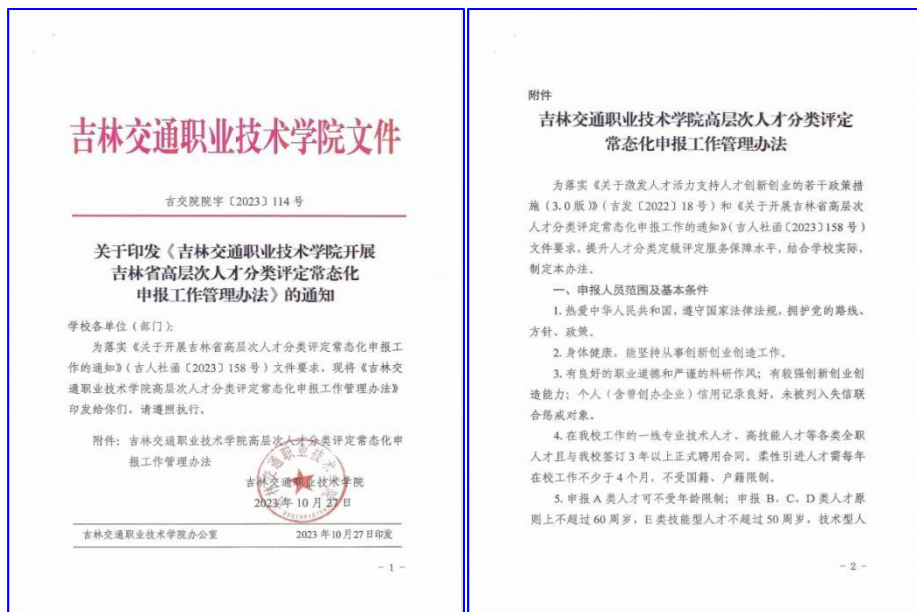 吉林交通职业技术学院文件
吉交院院字〔2023〕114号
关于印发《吉林交通职业技术学院开展
吉林省高层次人才分类评定常态化
申报工作管理办法》的通知
学校各单位(部门):
为落实《关于开展吉林省高层次人才分类评定常态化申报工
作的通知》(吉人社函〔2023〕158号)文件要求,现将《吉林交
通职业技术学院高层次人才分类评定常态化申报工作管理办法》
印发给你们,请遵照执行。
附件:吉林交通职业技术学院高层次人才分类评定常态化申
报工作管理办法
吉林交通职业技术学院
2023年10月27日
吉林交通职业技术学院办公室 2023年10月27日印发
- 1 -
附件
吉林交通职业技术学院高层次人才分类评定
常态化申报工作管理办法
为落实《关于激发人才活力支持人才创新创业的若干政策措
施(3.0版)》(吉发〔2022〕18号)和《关于开展吉林省高层次
人才分类评定常态化申报工作的通知》(吉人社函〔2023〕158号)
文件要求,提升人才分类定级评定服务保障水平,结合学校实际,
制定本办法。
一、申报人员范围及基本条件
1.热爱中华人民共和国,遵守国家法律法规,拥护党的路线、
方针、政策。
2.身体健康,能坚持从事创新创业创造工作。
3.有良好的职业道德和严谨的科研作风;有较强创新创业创
造能力;个人(含曾创办企业)信用记录良好,未被列入失信联
合惩戒对象。
4.在我校工作的一线专业技术人才、高技能人才等各类全职
人才且与我校签订3年以上正式聘用合同。柔性引进人才需每年
在校工作不少于4个月,不受国籍、户籍限制。
5.申报A类人才可不受年龄限制;申报B、C、D类人才原
则上不超过60周岁,E类技能型人才不超过50周岁,技术型人
- 2 -